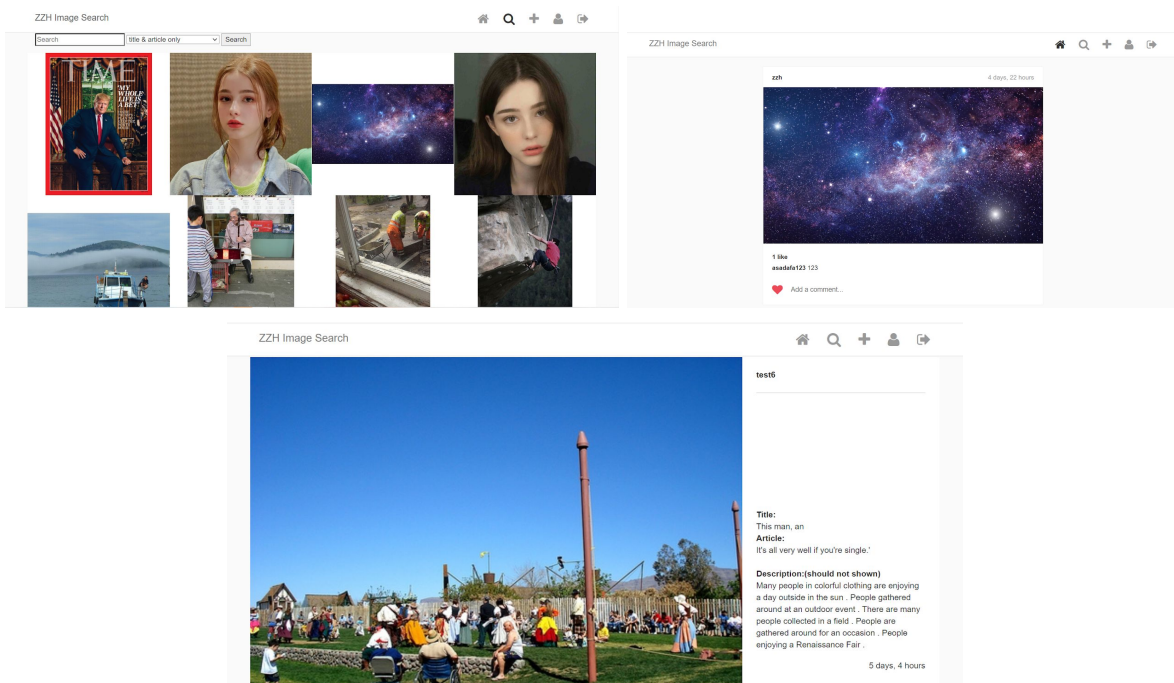 ZZH Image Search
Search
title & article only
Search
TIME
'MY
WHOLE
LIFE IS
A BET'
ZZH Image Search
zzh
4 days, 22 hours
1 like
asadafa123 123
Add a comment...
ZZH Image Search
test6
Title:
This man, an
Article:
It's all very well if you're single.'
Description:(should not shown)
Many people in colorful clothing are enjoying
a day outside in the sun . People gathered
around at an outdoor event . There are many
people collected in a field . People are
gathered around for an occasion . People
enjoying a Renaissance Fair .
5 days, 4 hours